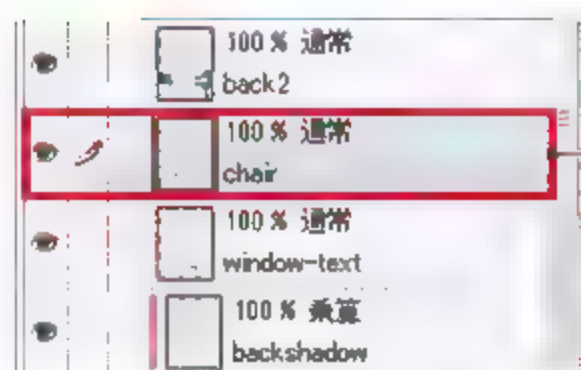 100 % 通常
back2
100 % 通常
chair
100 % 通常
window-text
100 % 乗算
backshadow